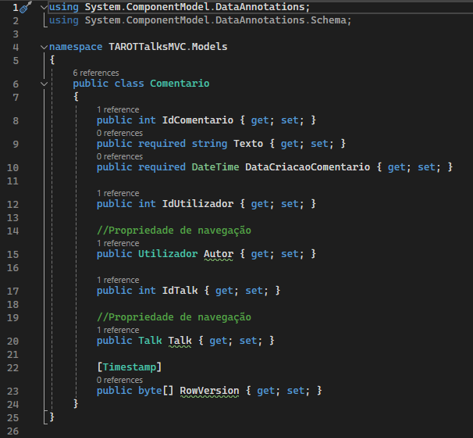 1 using System.ComponentModel.DataAnnotations;
2 using System.ComponentModel.DataAnnotations.Schema;
3
4 namespace TAROTTalksMVC.Models
5 {
6 references
6 public class Comentario
7 {
1 reference
8 public int IdComentario { get; set; }
0 references
9 public required string Texto { get; set; }
0 references
10 public required DateTime DataCriacaoComentario { get; set; }
11
1 reference
12 public int IdUtilizador { get; set; }
13
14 //Propriedade de navegação
1 reference
15 public Utilizador Autor { get; set; }
16
1 reference
17 public int IdTalk { get; set; }
18
19 //Propriedade de navegação
1 reference
20 public Talk Talk { get; set; }
21
22 [Timestamp]
0 references
23 public byte[] RowVersion { get; set; }
24 }
25 }
26